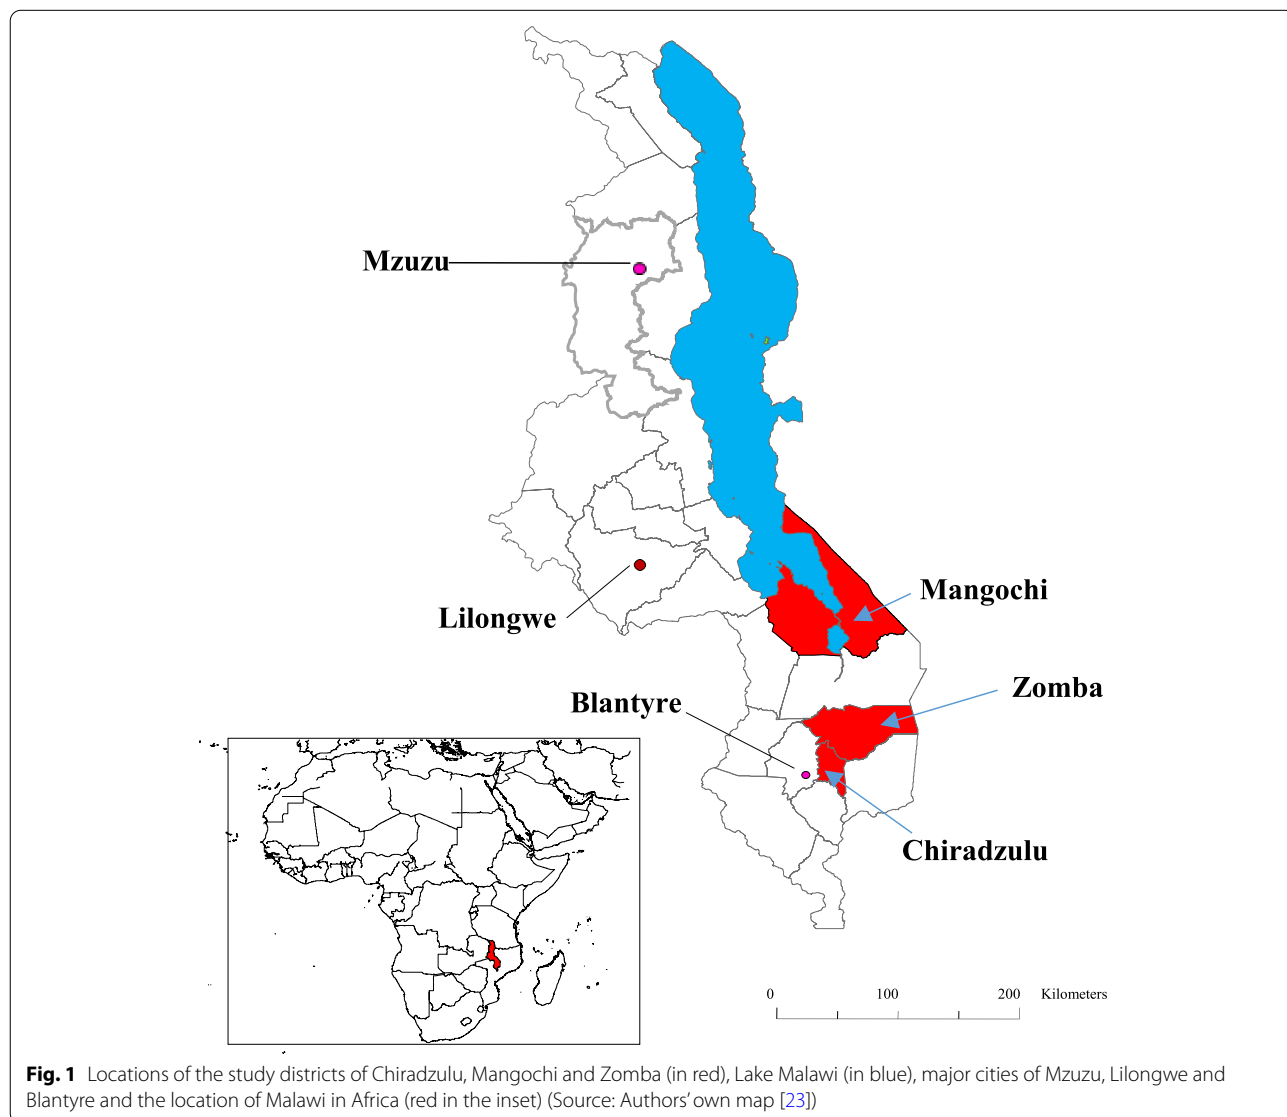 Mzuzu
Lilongwe
Mangochi
Zomba
Blantyre
Chiradzulu
0 100 200 Kilometers
Fig. 1 Locations of the study districts of Chiradzulu, Mangochi and Zomba (in red), Lake Malawi (in blue), major cities of Mzuzu, Lilongwe and
Blantyre and the location of Malawi in Africa (red in the inset) (Source: Authors’ own map [23])